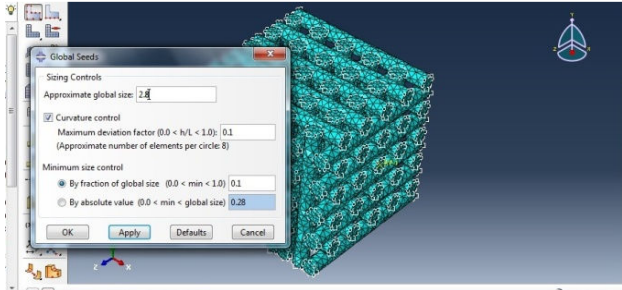 Global Seeds
Sizing Controls
Approximate global size: 2.8
Curvature control
Maximum deviation factor (0.0 < h/L < 1.0): 0.1
(Approximate number of elements per circle: 8)
Minimum size control
By fraction of global size (0.0 < min < 1.0) 0.1
By absolute value (0.0 < min < global size) 0.28
OK Apply Defaults Cancel